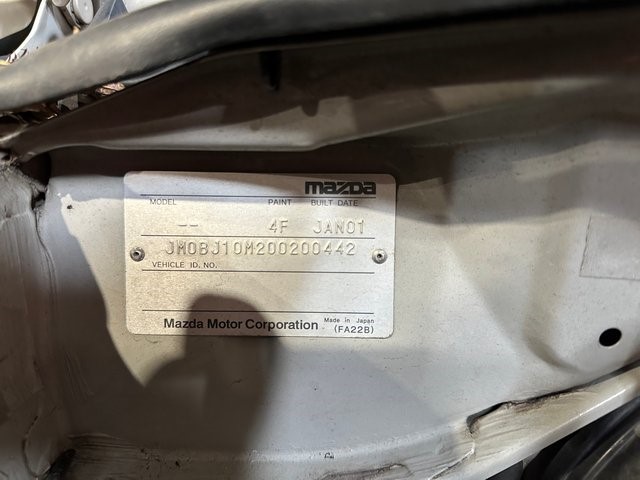 mazda
MODEL PAINT BUILT DATE
-- 4F JAN01
JM0BJ10M200200442
VEHICLE ID. NO.
Mazda Motor Corporation Made in Japan
(FA22B)